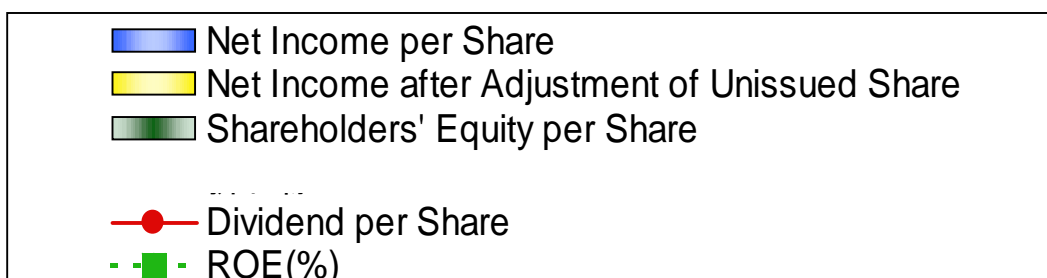 Net Income per Share
Net Income after Adjustment of Unissued Share
Shareholders' Equity per Share
Dividend per Share
ROE(%)